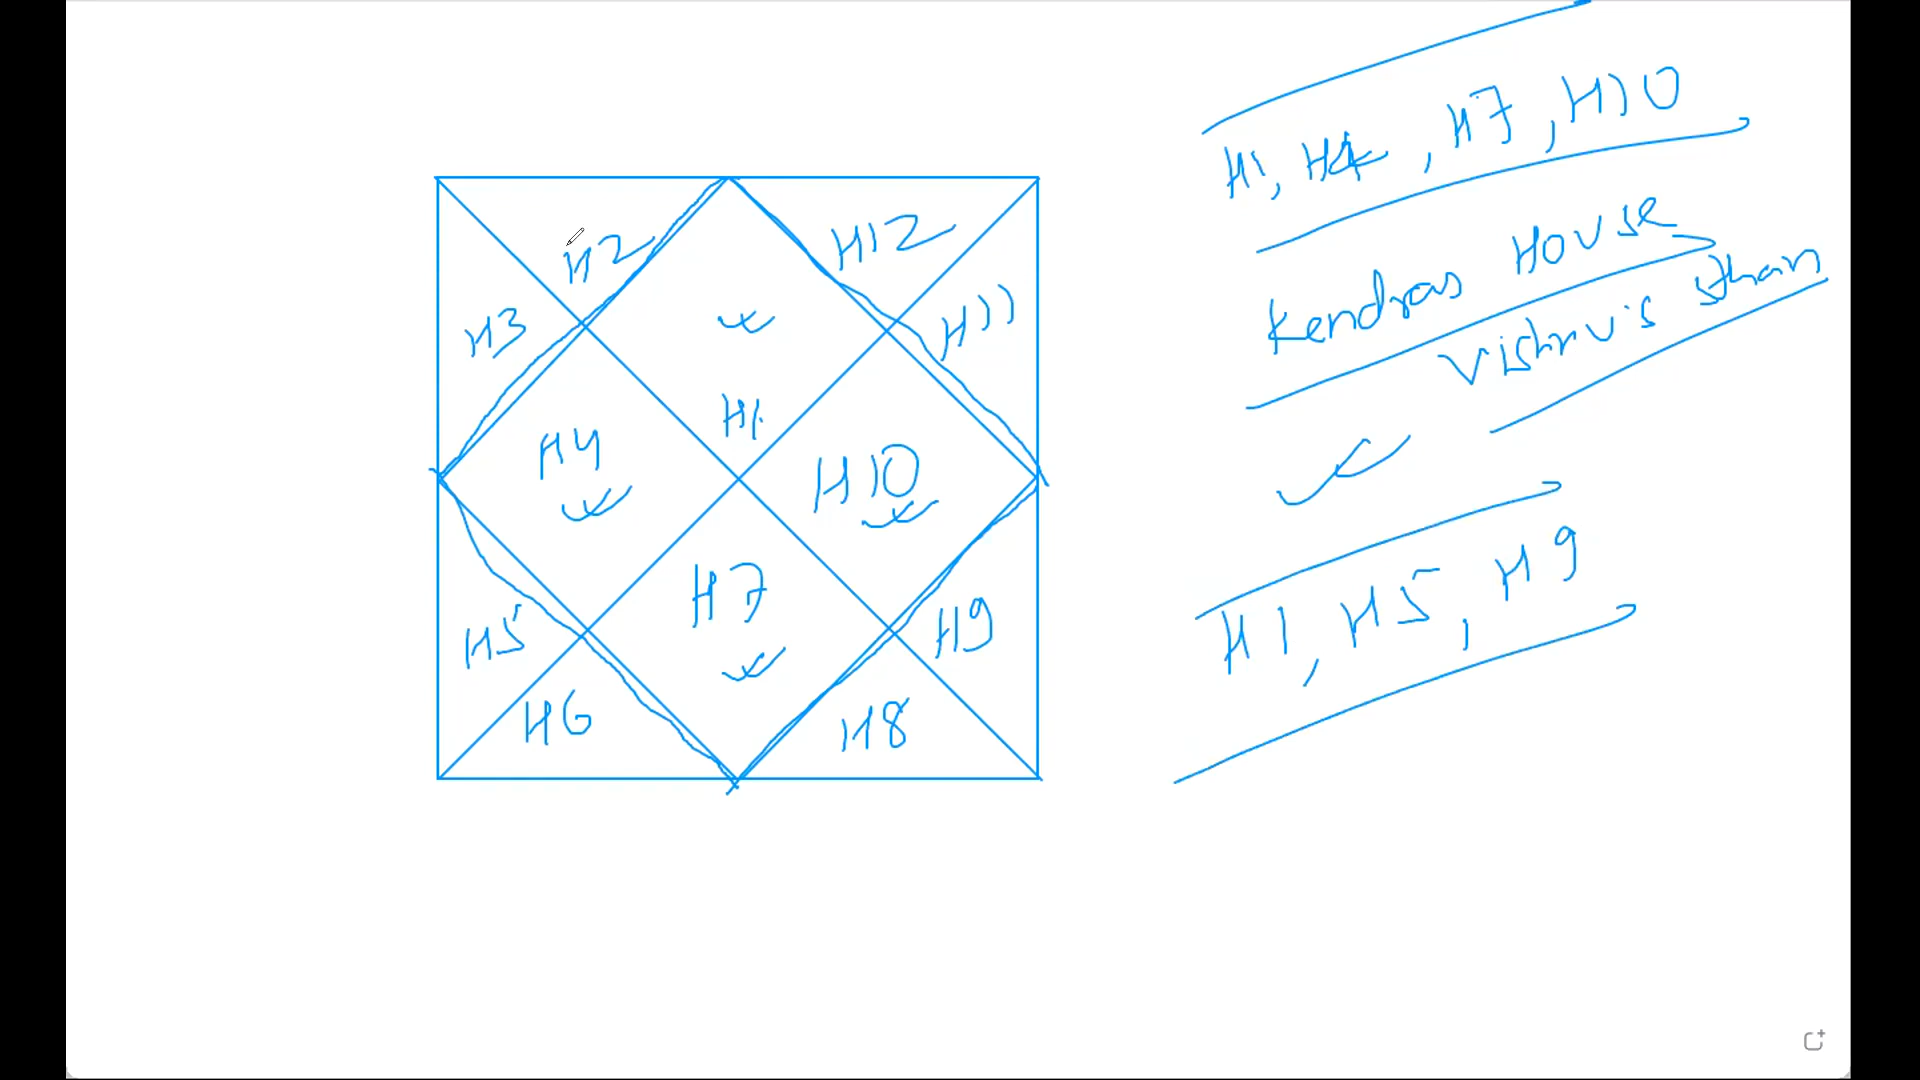 H2
H12
H3
H11
H1
H4
H10
H7
H5
H9
H6
H8
H1, H4, H7, H10
Kendras House
Vishnu's sthan
H1, H5, H9